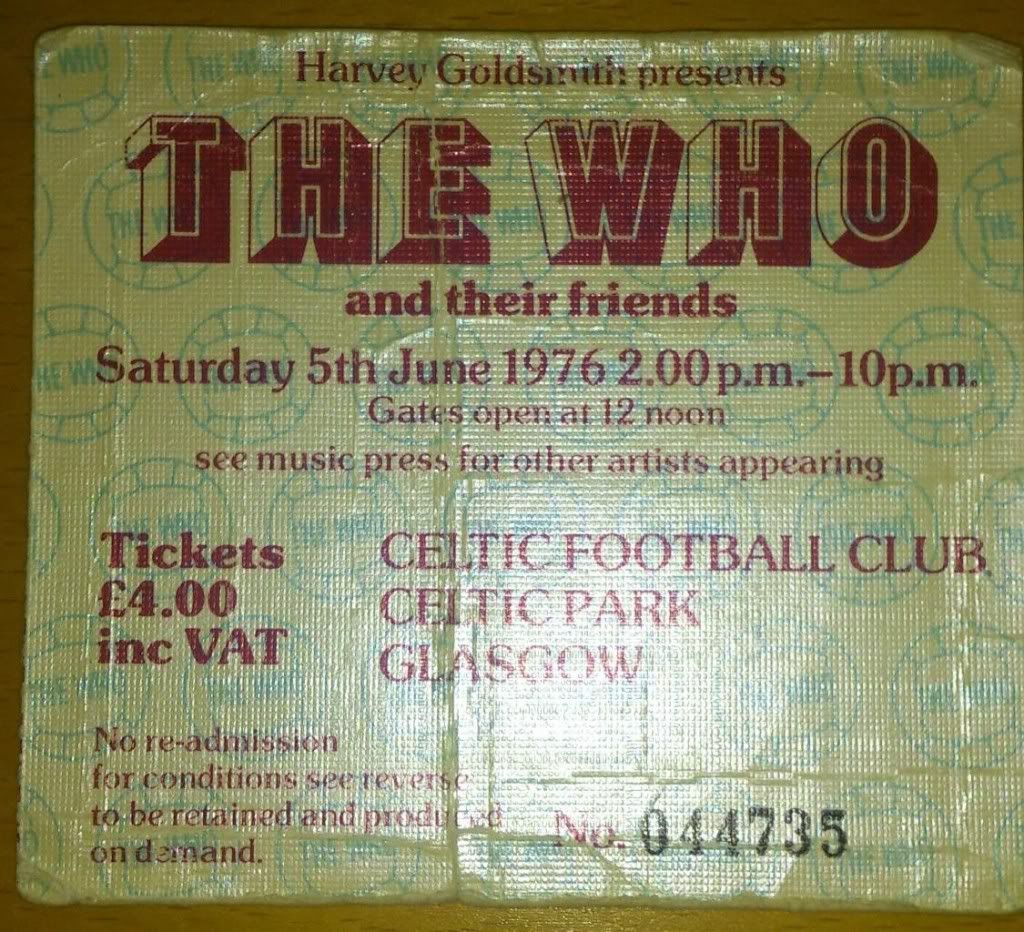 Harvey Goldsmith presents
THE WHO
and their friends
Saturday 5th June 1976 2.00 p.m.–10p.m.
Gates open at 12 noon
see music press for other artists appearing
Tickets
£4.00
inc VAT
CELTIC FOOTBALL CLUB
CELTIC PARK
GLASGOW
No re-admission
for conditions see reverse
to be retained and produced
on demand.
No. 044735